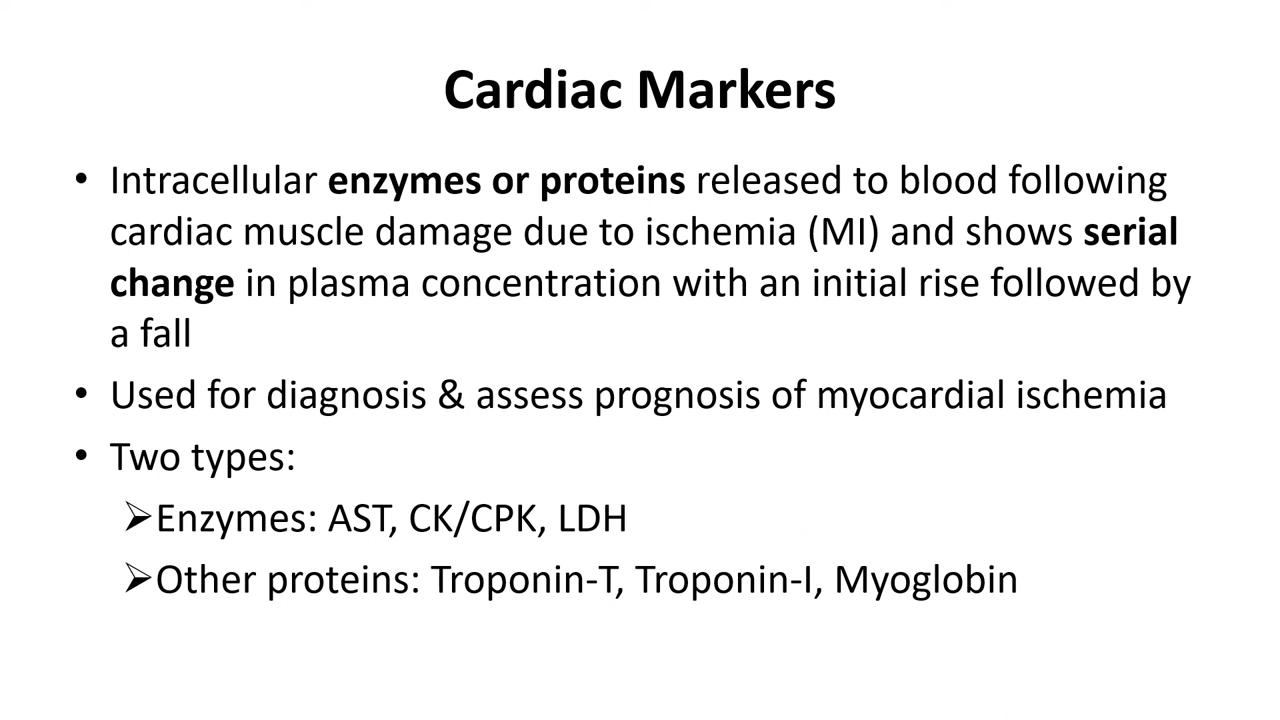 Cardiac Markers
• Intracellular enzymes or proteins released to blood following
cardiac muscle damage due to ischemia (MI) and shows serial
change in plasma concentration with an initial rise followed by
a fall
• Used for diagnosis & assess prognosis of myocardial ischemia
• Two types:
➢Enzymes: AST, CK/CPK, LDH
➢Other proteins: Troponin-T, Troponin-I, Myoglobin